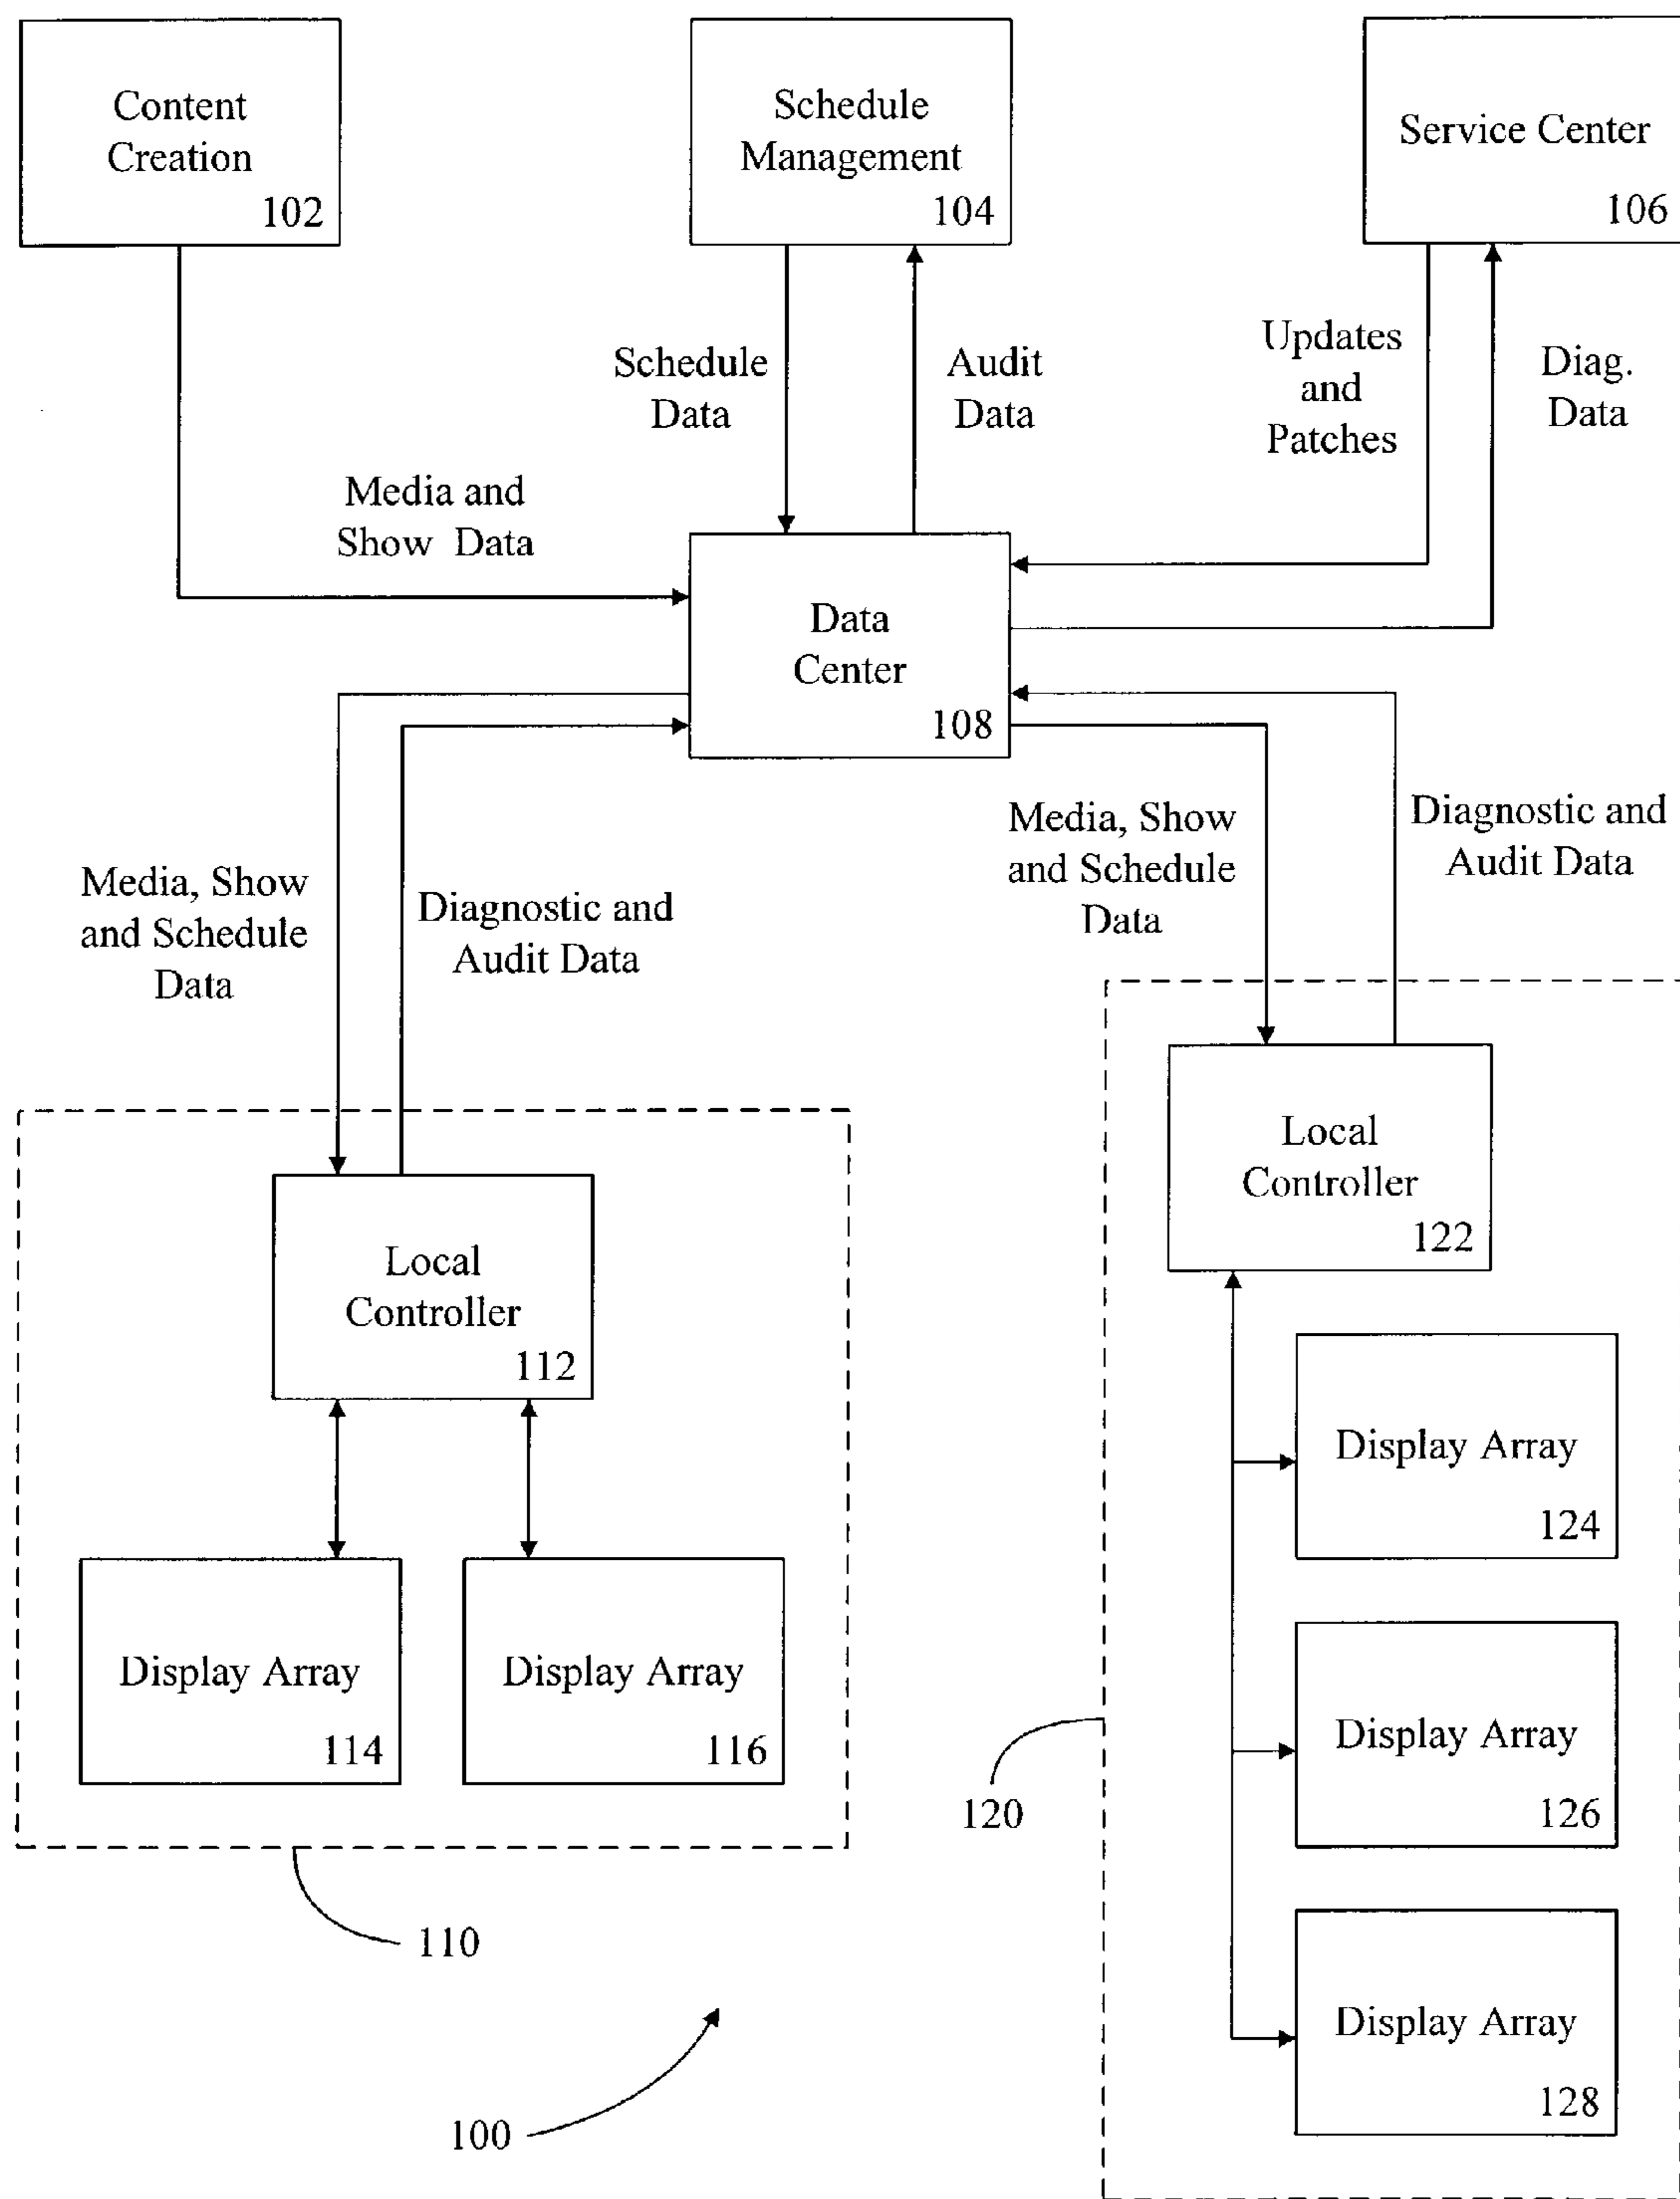 Content
Creation
102
Schedule
Management
104
Service Center
106
Schedule
Data
Audit
Data
Updates
and
Patches
Diag.
Data
Media and
Show Data
Data
Center
108
Media, Show
and Schedule
Data
Diagnostic and
Audit Data
Media, Show
and Schedule
Data
Diagnostic and
Audit Data
Local
Controller
112
Display Array
114
Display Array
116
110
Local
Controller
122
Display Array
124
Display Array
126
Display Array
128
120
100